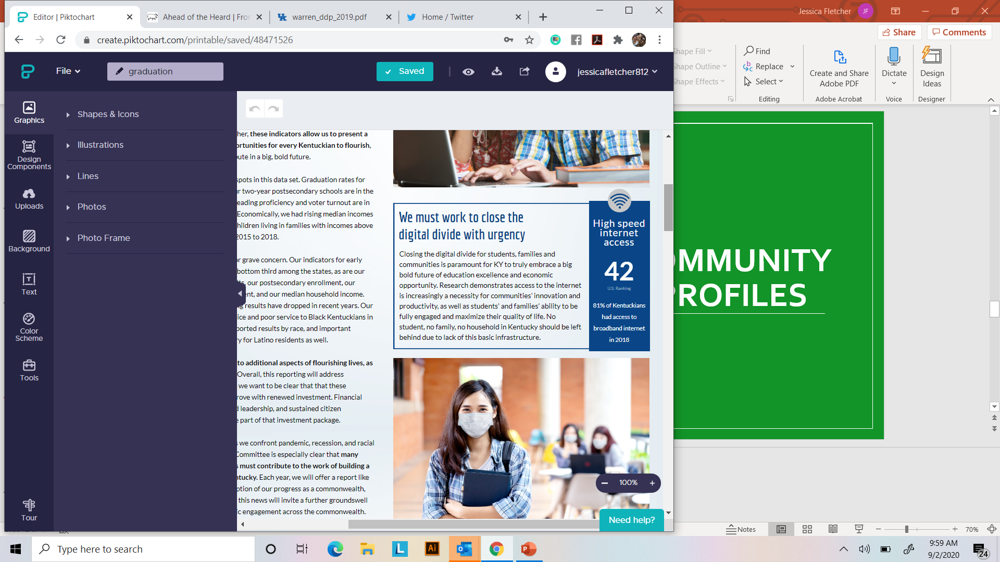 Editor | Piktochart
Ahead of the Heard | Fro
warren_ddp_2019.pdf
Home / Twitter
create.piktochart.com/printable/saved/48471526
File
graduation
Saved
jessicafletcher812
Graphics
Design
Components
Uploads
Background
Text
Color
Scheme
Tools
Tour
Shapes & Icons
Illustrations
Lines
Photos
Photo Frame
her, these indicators allow us to present a
ortunities for every Kentuckian to flourish,
ute in a big, bold future.
spots in this data set. Graduation rates for
r two-year postsecondary schools are in the
eading proficiency and voter turnout are in
Economically, we had rising median incomes
hildren living in families with incomes above
2015 to 2018.
r grave concern. Our indicators for early
bottom third among the states, as are our
ts, our postsecondary enrollment, our
ent, and our median household income.
g results have dropped in recent years. Our
ice and poor service to Black Kentuckians in
ported results by race, and important
ry for Latino residents as well.
to additional aspects of flourishing lives, as
Overall, this reporting will address
we want to be clear that that these
rove with renewed investment. Financial
d leadership, and sustained citizen
e part of that investment package.
s we confront pandemic, recession, and racial
Committee is especially clear that many
s must contribute to the work of building a
ntucky. Each year, we will offer a report like
ption of our progress as a commonwealth,
this news will invite a further groundswell
ic engagement across the commonwealth.
We must work to close the
digital divide with urgency
Closing the digital divide for students, families and
communities is paramount for KY to truly embrace a big
bold future of education excellence and economic
opportunity. Research demonstrates access to the internet
is increasingly a necessity for communities' innovation and
productivity, as well as students' and families' ability to be
fully engaged and maximize their quality of life. No
student, no family, no household in Kentucky should be left
behind due to lack of this basic infrastructure.
High speed
internet
access
42
U.S. Ranking
81% of Kentuckians
had access to
broadband internet
in 2018
100%
Need help?
Jessica Fletcher
JF
Share
Comments
Shape Fill
Shape Outline
Shape Effects
Find
Replace
Select
Editing
Create and Share
Adobe PDF
Adobe Acrobat
Dictate
Voice
Design
Ideas
Designer
OMMUNITY
PROFILES
Notes
70%
Type here to search
L
Ai
9:59 AM
9/2/2020
24